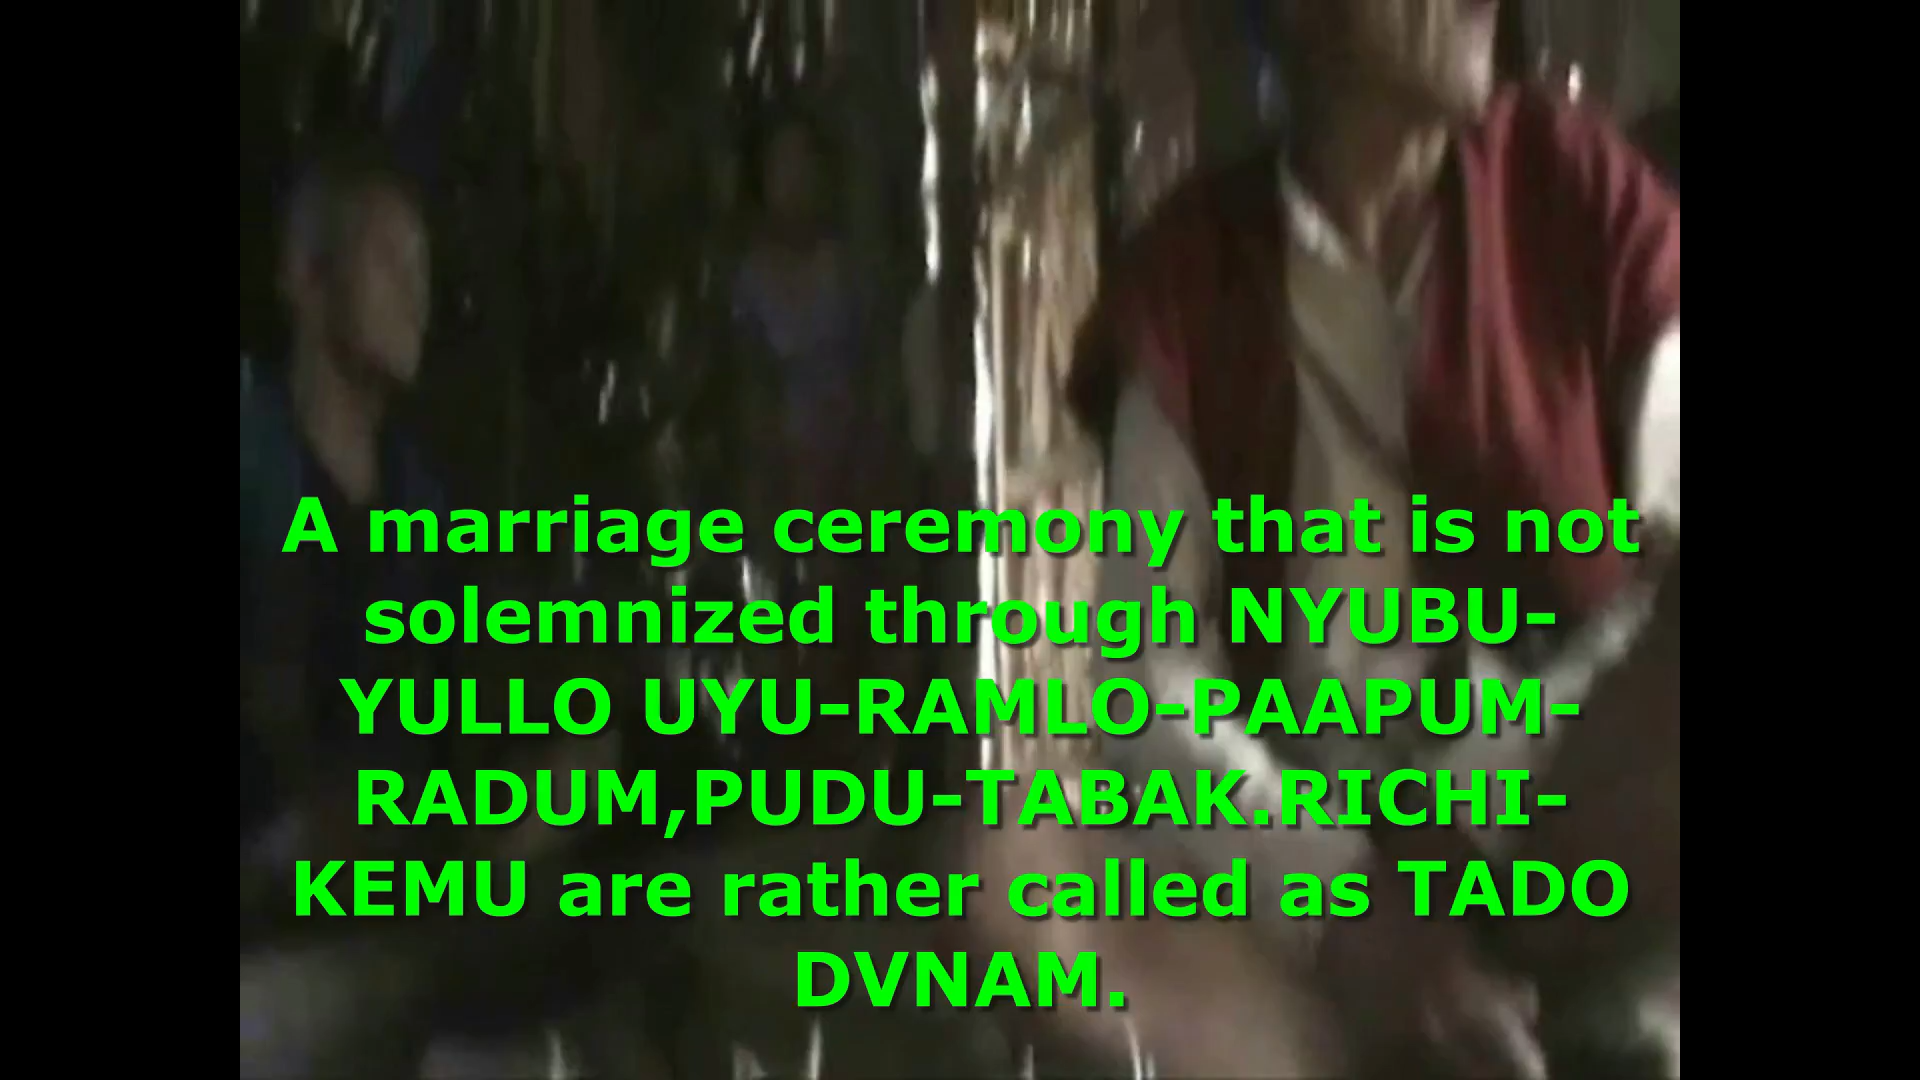 A marriage ceremony that is not
solemnized through NYUBU-
YULLO UYU-RAMLO-PAAPUM-
RADUM,PUDU-TABAK.RICHI-
KEMU are rather called as TADO
DVNAM.